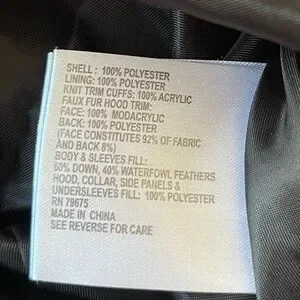 SHELL : 100% POLYESTER
LINING: 100% POLYESTER
KNIT TRIM CUFFS: 100% ACRYLIC
FAUX FUR HOOD TRIM:
FACE: 100% MODACRYLIC
BACK: 100% POLYESTER
(FACE CONSTITUTES 92% OF FABRIC
AND BACK 8%)
BODY & SLEEVES FILL:
60% DOWN, 40% WATERFOWL FEATHERS
HOOD, COLLAR, SIDE PANELS &
UNDERSLEEVES FILL: 100% POLYESTER
RN 79675
MADE IN CHINA
SEE REVERSE FOR CARE